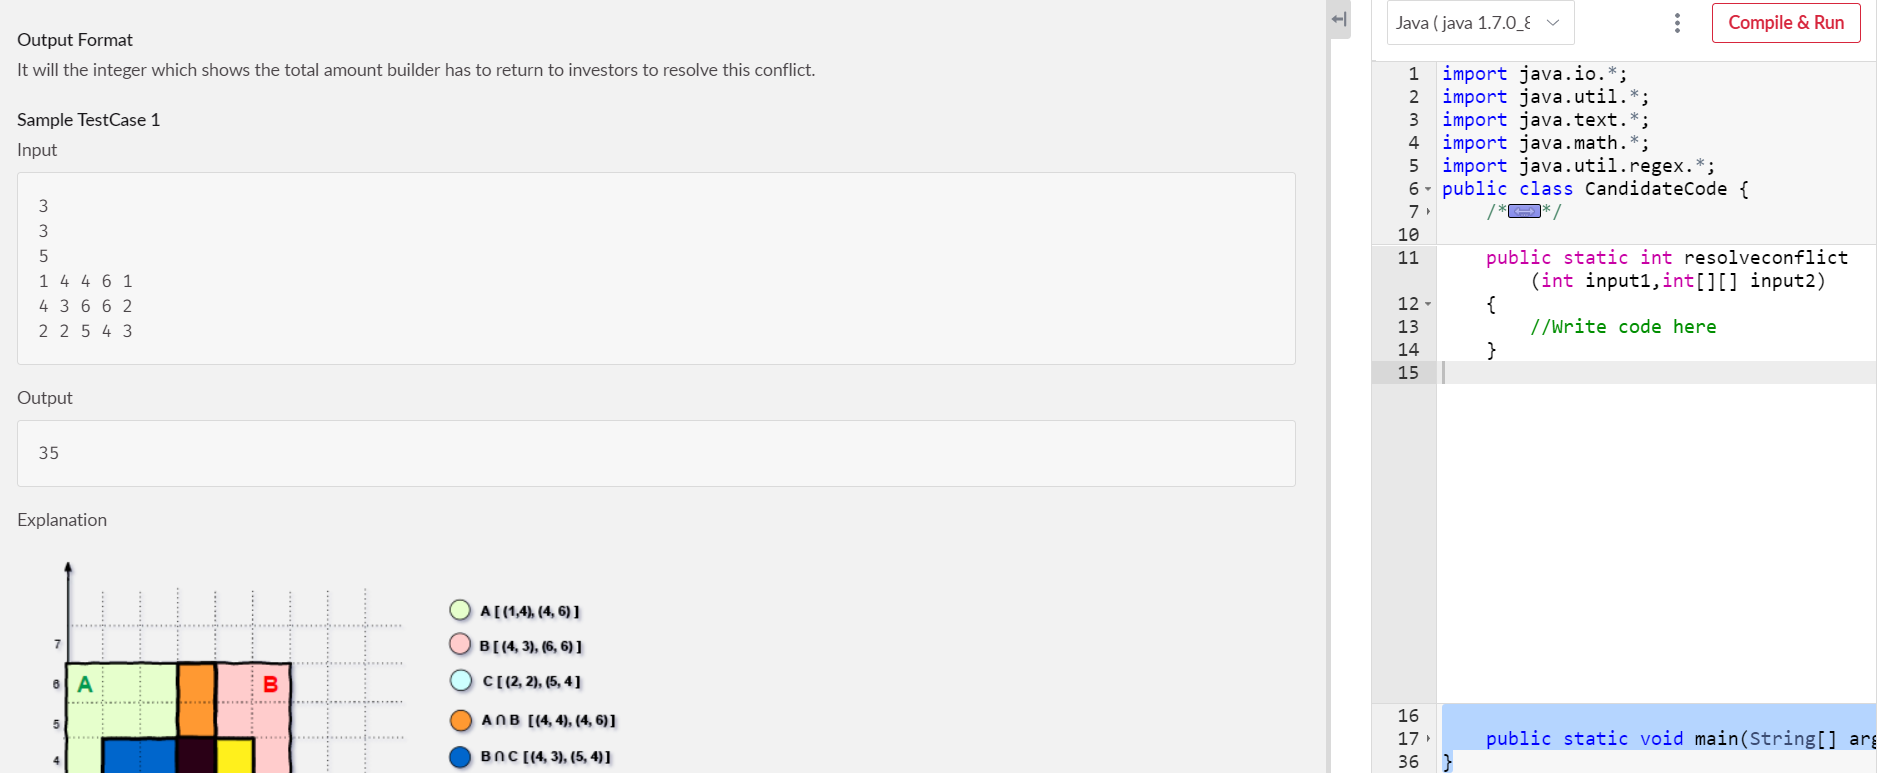 Output Format
It will the integer which shows the total amount builder has to return to investors to resolve this conflict.
Sample TestCase 1
Input
3
3
5
1 4 4 6 1
4 3 6 6 2
2 2 5 4 3
Output
35
Explanation
7
6
5
4
A
B
A [ (1,4), (4, 6) ]
B [ (4, 3), (6, 6) ]
C [ (2, 2), (5, 4 ]
A ∩ B [(4, 4), (4, 6)]
B ∩ C [(4, 3), (5, 4)]
Java ( java 1.7.0_8
Compile & Run
1 import java.io.*;
2 import java.util.*;
3 import java.text.*;
4 import java.math.*;
5 import java.util.regex.*;
6 public class CandidateCode {
7 /*↔*/
10
11 public static int resolveconflict
(int input1,int[][] input2)
12 {
13 //Write code here
14 }
15
16
17 public static void main(String[] arg
36 }